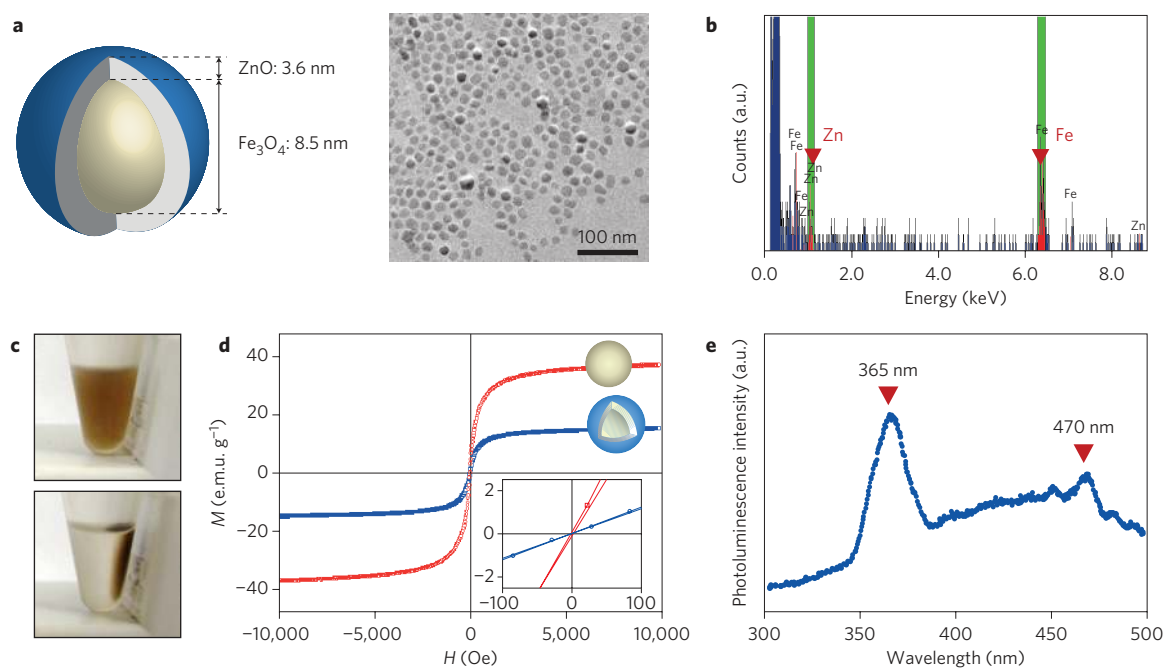 a
ZnO: 3.6 nm
Fe₃O₄: 8.5 nm
100 nm
b
Counts (a.u.)
Fe
Fe
Zn
Zn
Zn
Fe
Zn
Fe
Fe
Fe
Zn
0.0 2.0 4.0 6.0 8.0
Energy (keV)
c
d
M (e.m.u. g⁻¹)
40
20
0
−20
−40
2
0
−2
−100 0 100
−10,000 −5,000 0 5,000 10,000
H (Oe)
e
Photoluminescence intensity (a.u.)
365 nm
470 nm
300 350 400 450 500
Wavelength (nm)